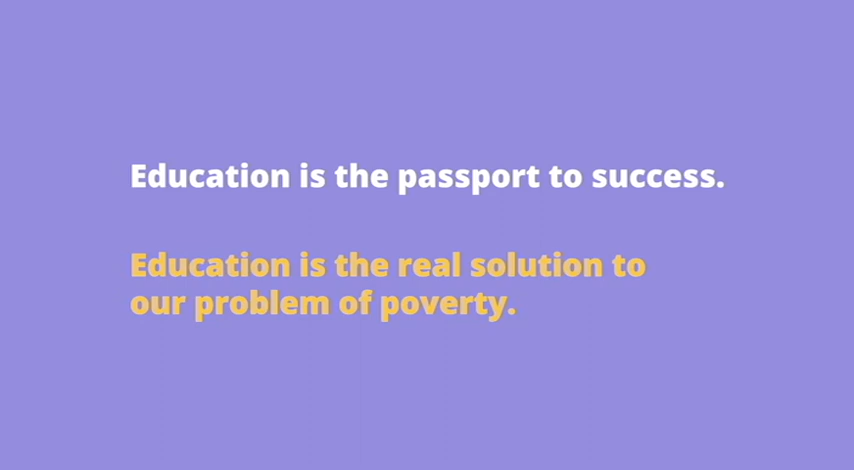 Education is the passport to success.
Education is the real solution to
our problem of poverty.